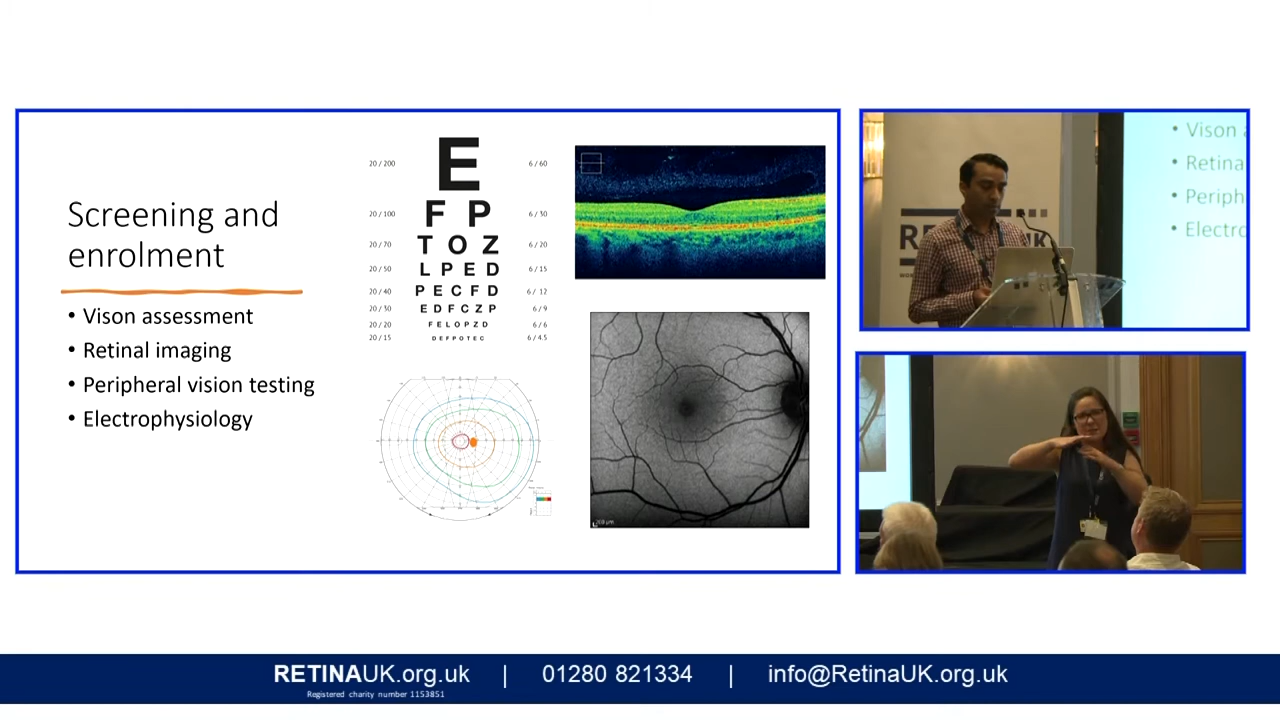 Screening and
enrolment
• Vison assessment
• Retinal imaging
• Peripheral vision testing
• Electrophysiology
20 / 200 E 6 / 60
20 / 100 F P 6 / 30
20 / 70 T O Z 6 / 20
20 / 50 L P E D 6 / 15
20 / 40 P E C F D 6 / 12
20 / 30 E D F C Z P 6 / 9
20 / 20 F E L O P Z D 6 / 6
20 / 15 D E F P O T E C 6 / 4.5
• Vison
• Retina
• Periph
• Electro
RETINAUK.org.uk | 01280 821334 | info@RetinaUK.org.uk
Registered charity number 1153851